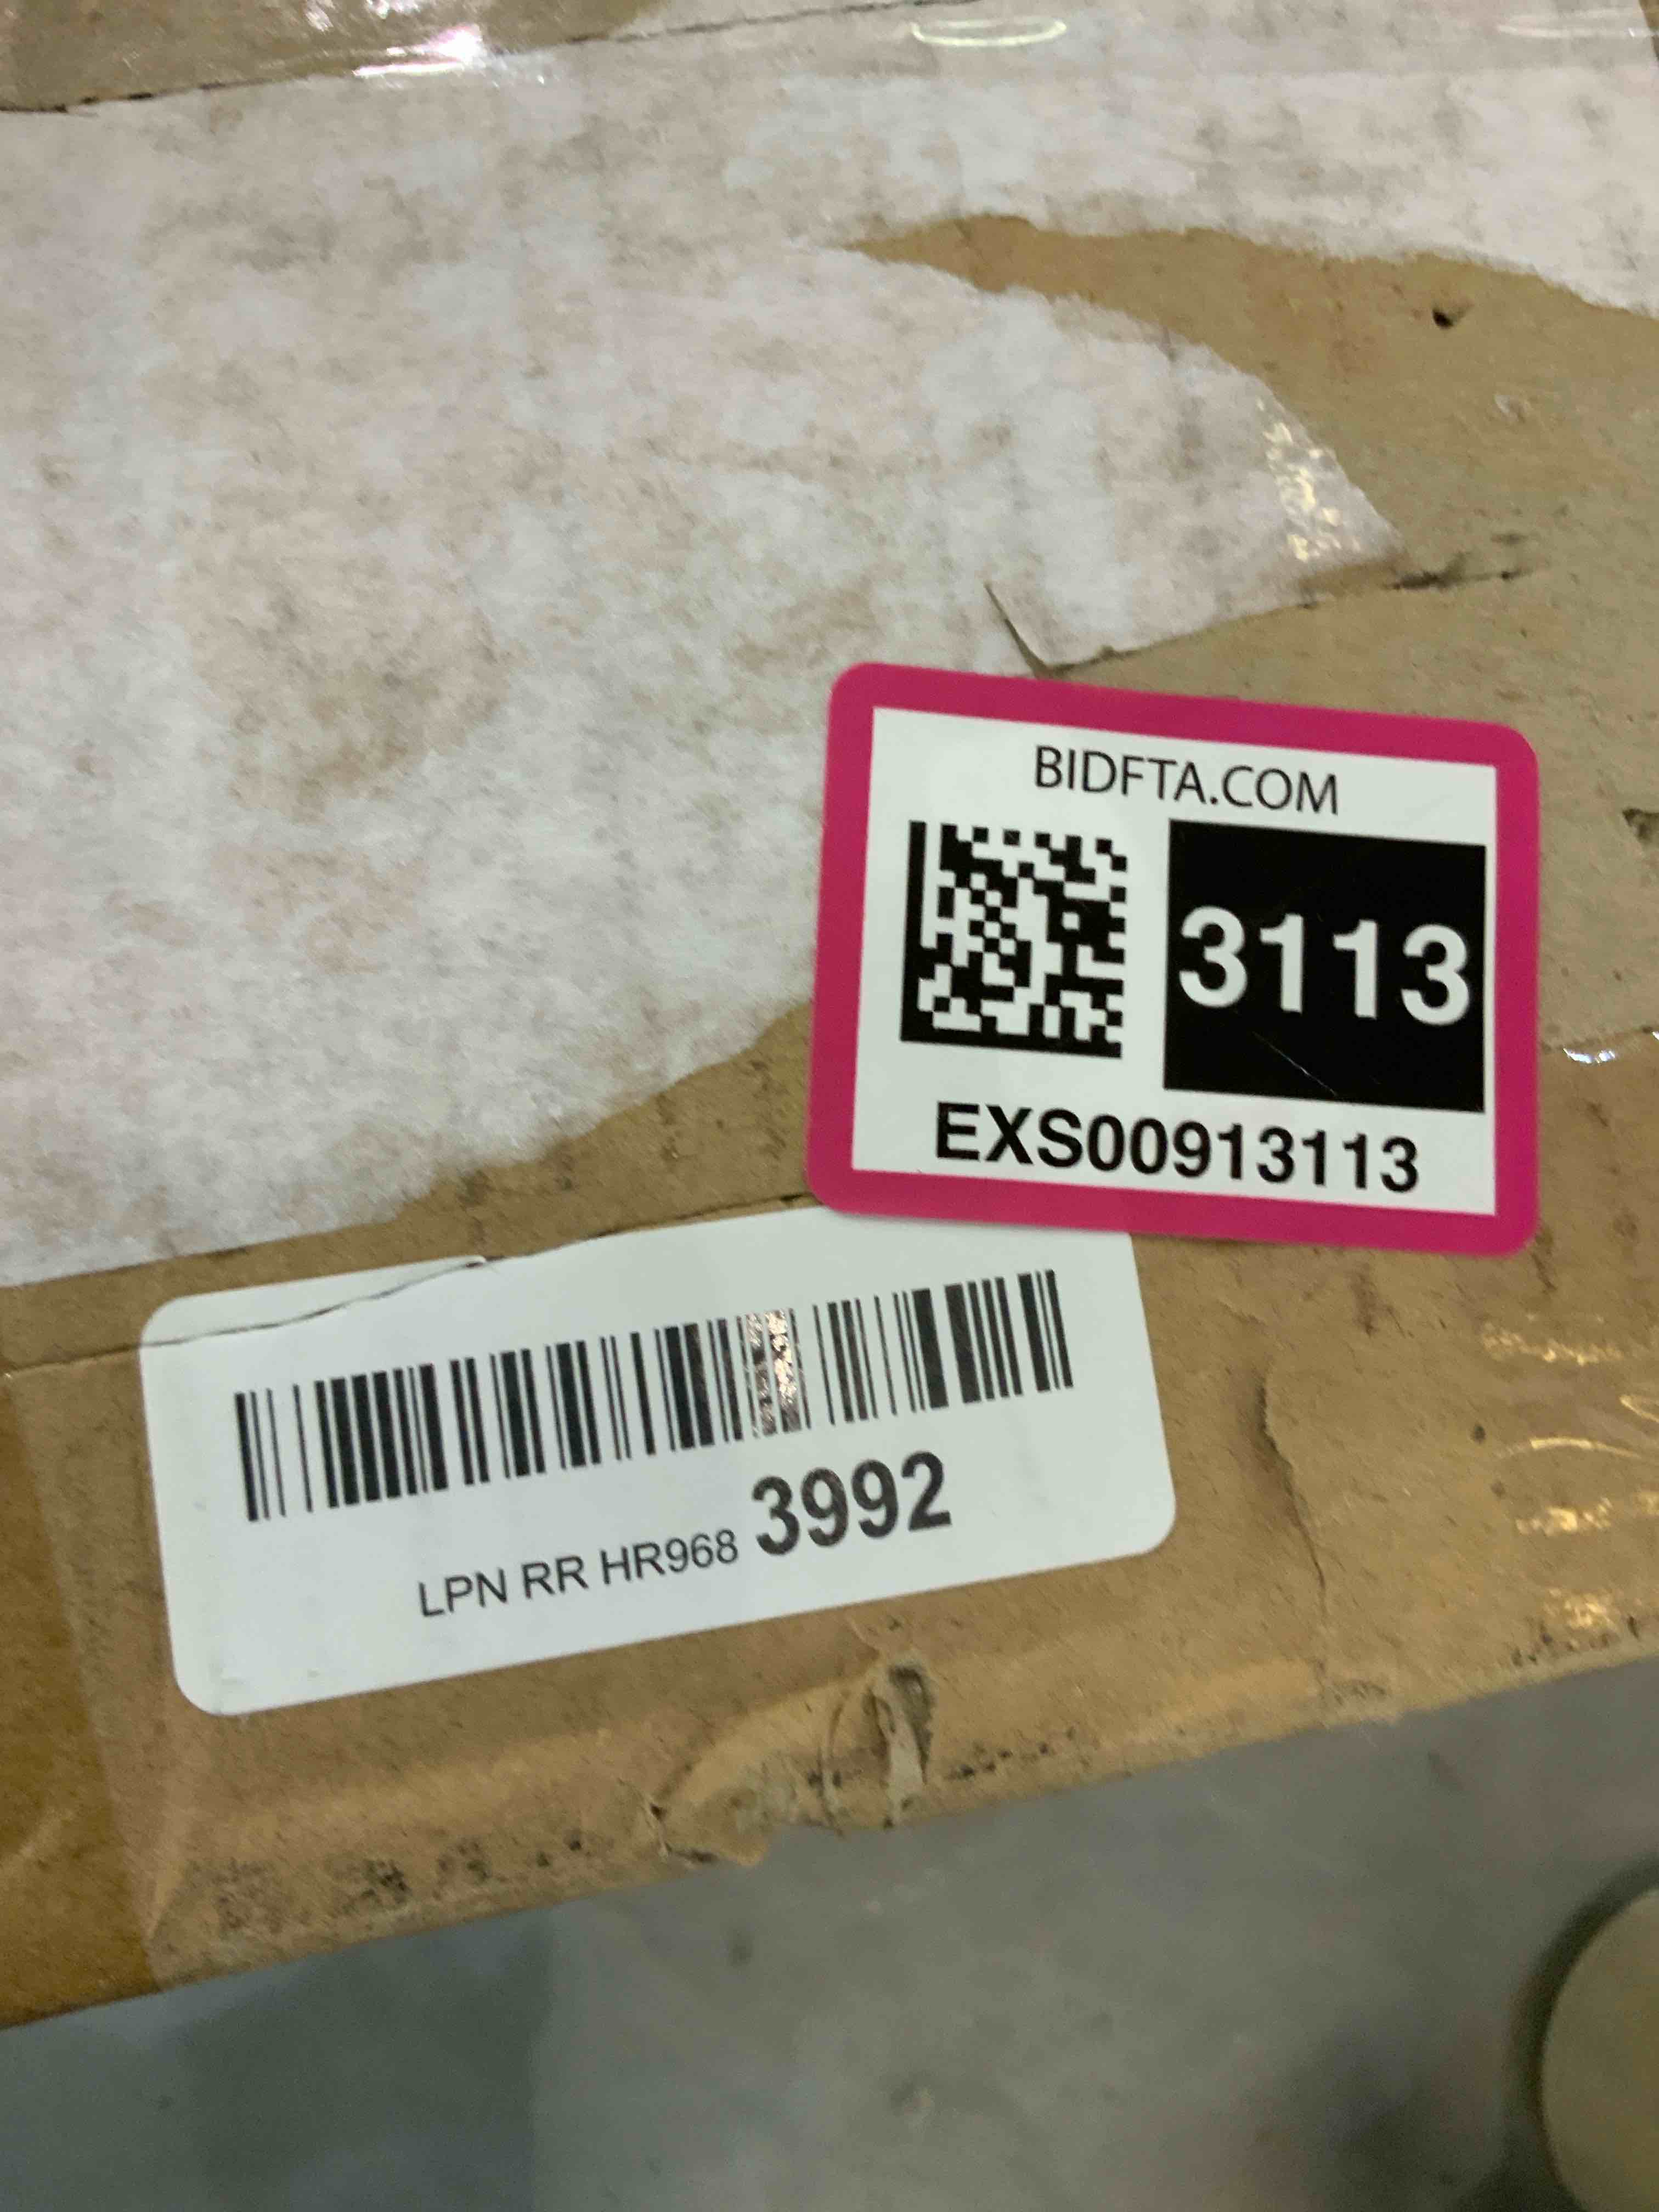 BIDFTA.COM
3113
EXS00913113
LPN RR HR968 3992